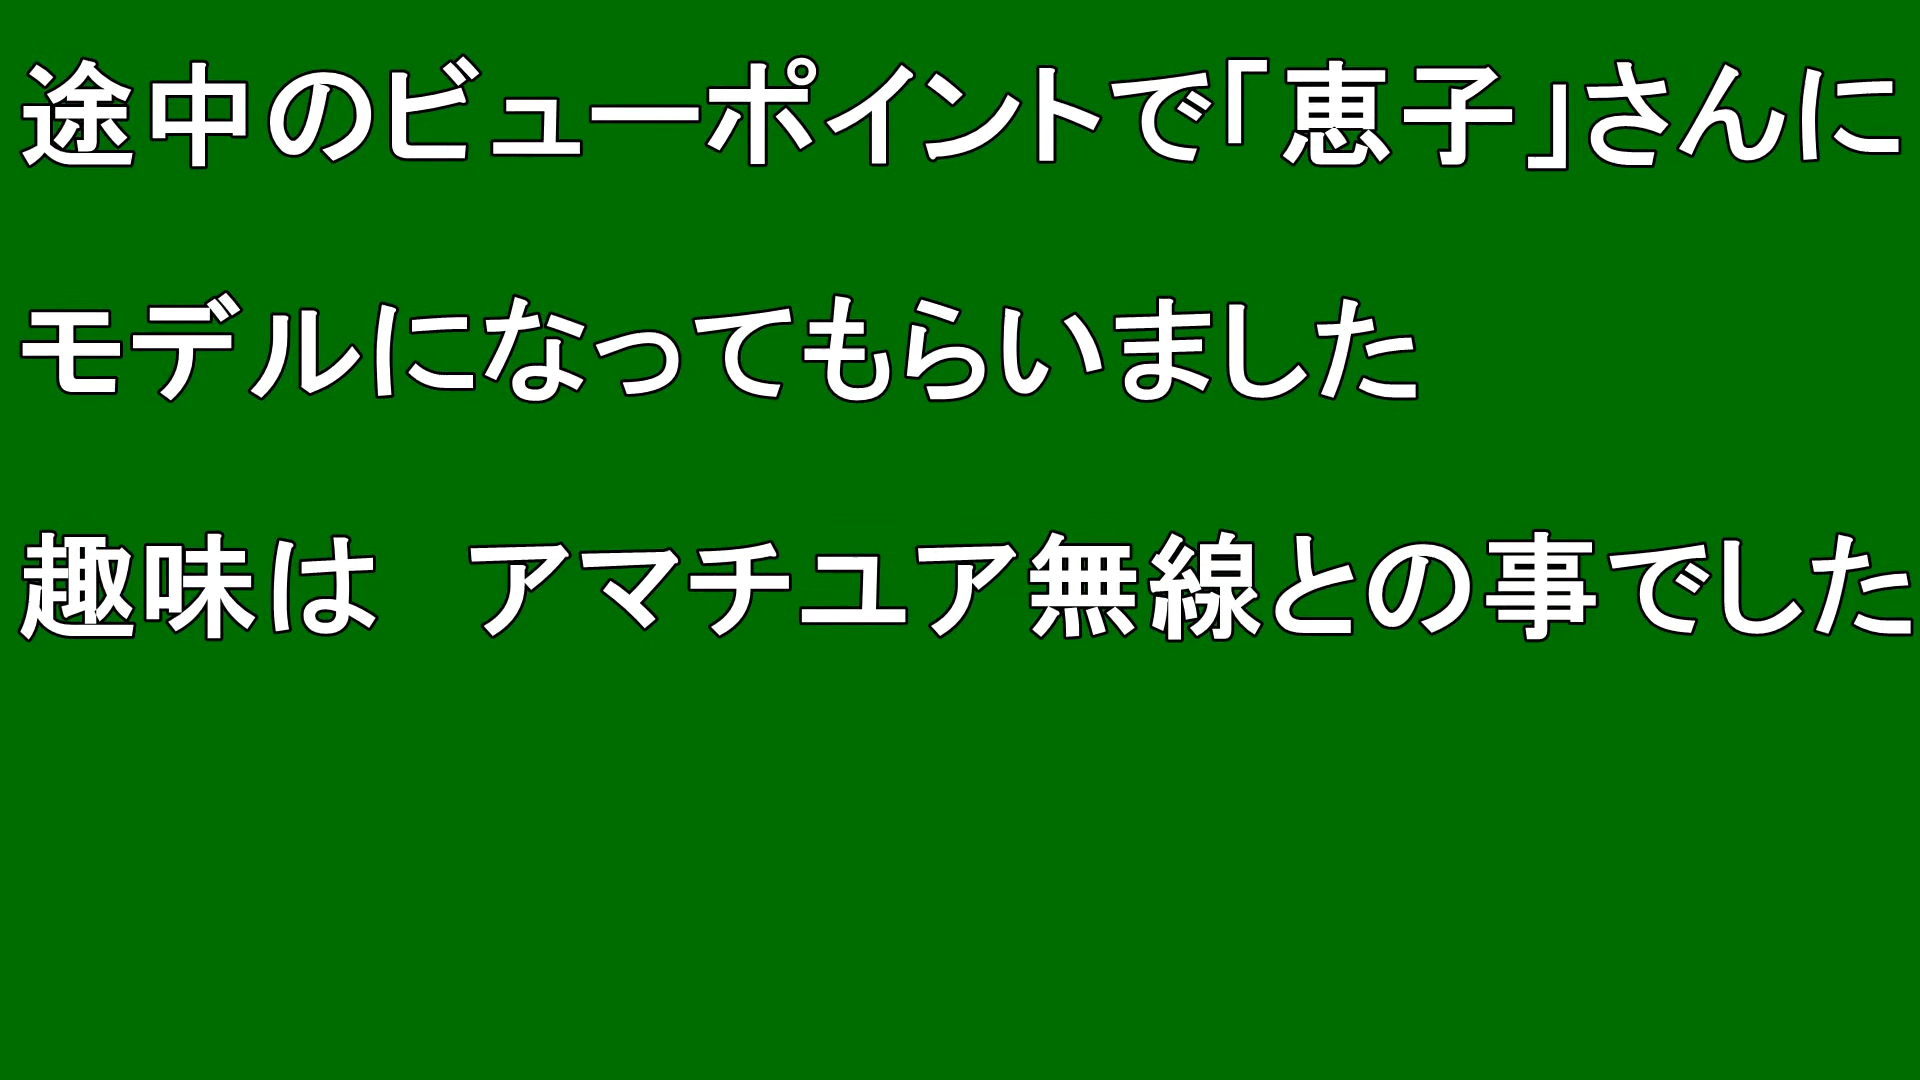 途中のビューポイントで「恵子」さんに
モデルになってもらいました
趣味は　アマチユア無線との事でした